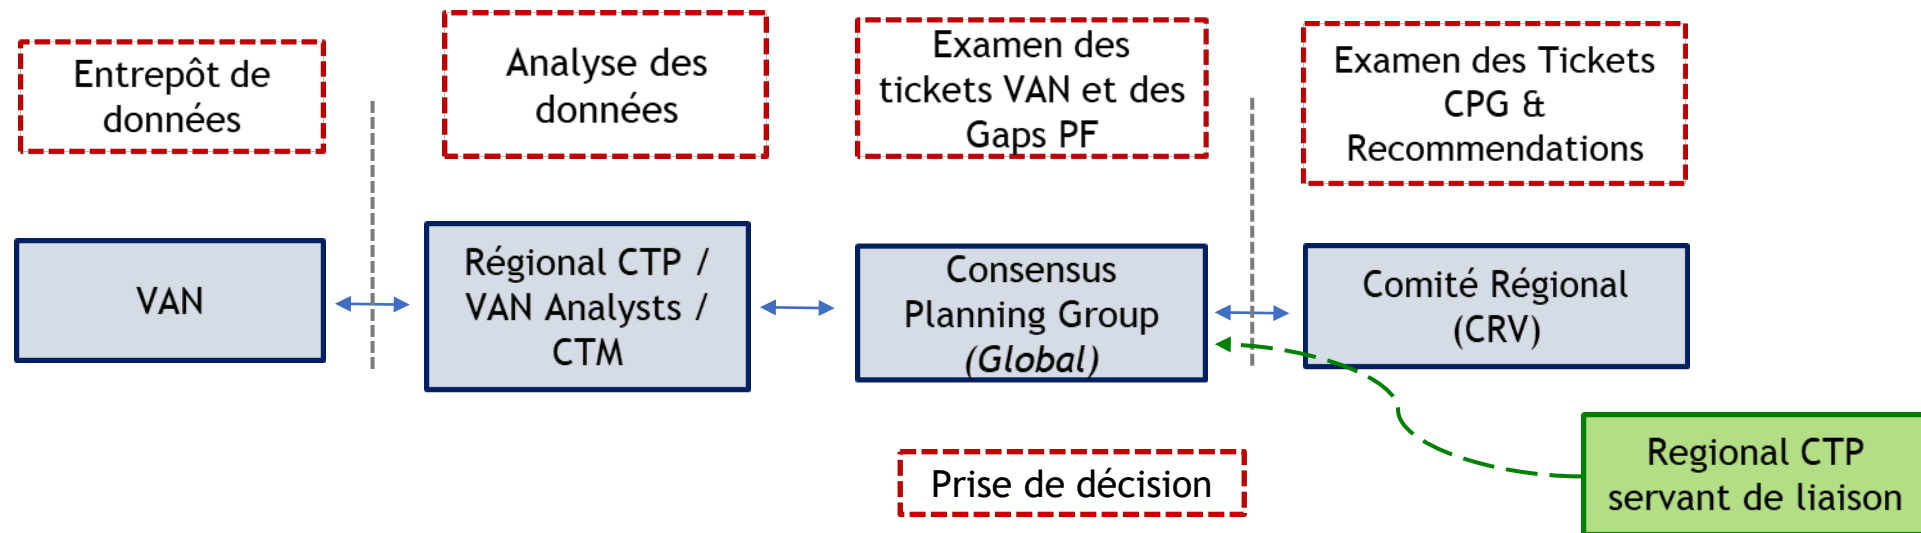 Entrepôt de
données
Analyse des
données
Examen des
tickets VAN et des
Gaps PF
Examen des Tickets
CPG &
Recommendations
VAN
Régional CTP /
VAN Analysts /
CTM
Consensus
Planning Group
(Global)
Comité Régional
(CRV)
Prise de décision
Regional CTP
servant de liaison